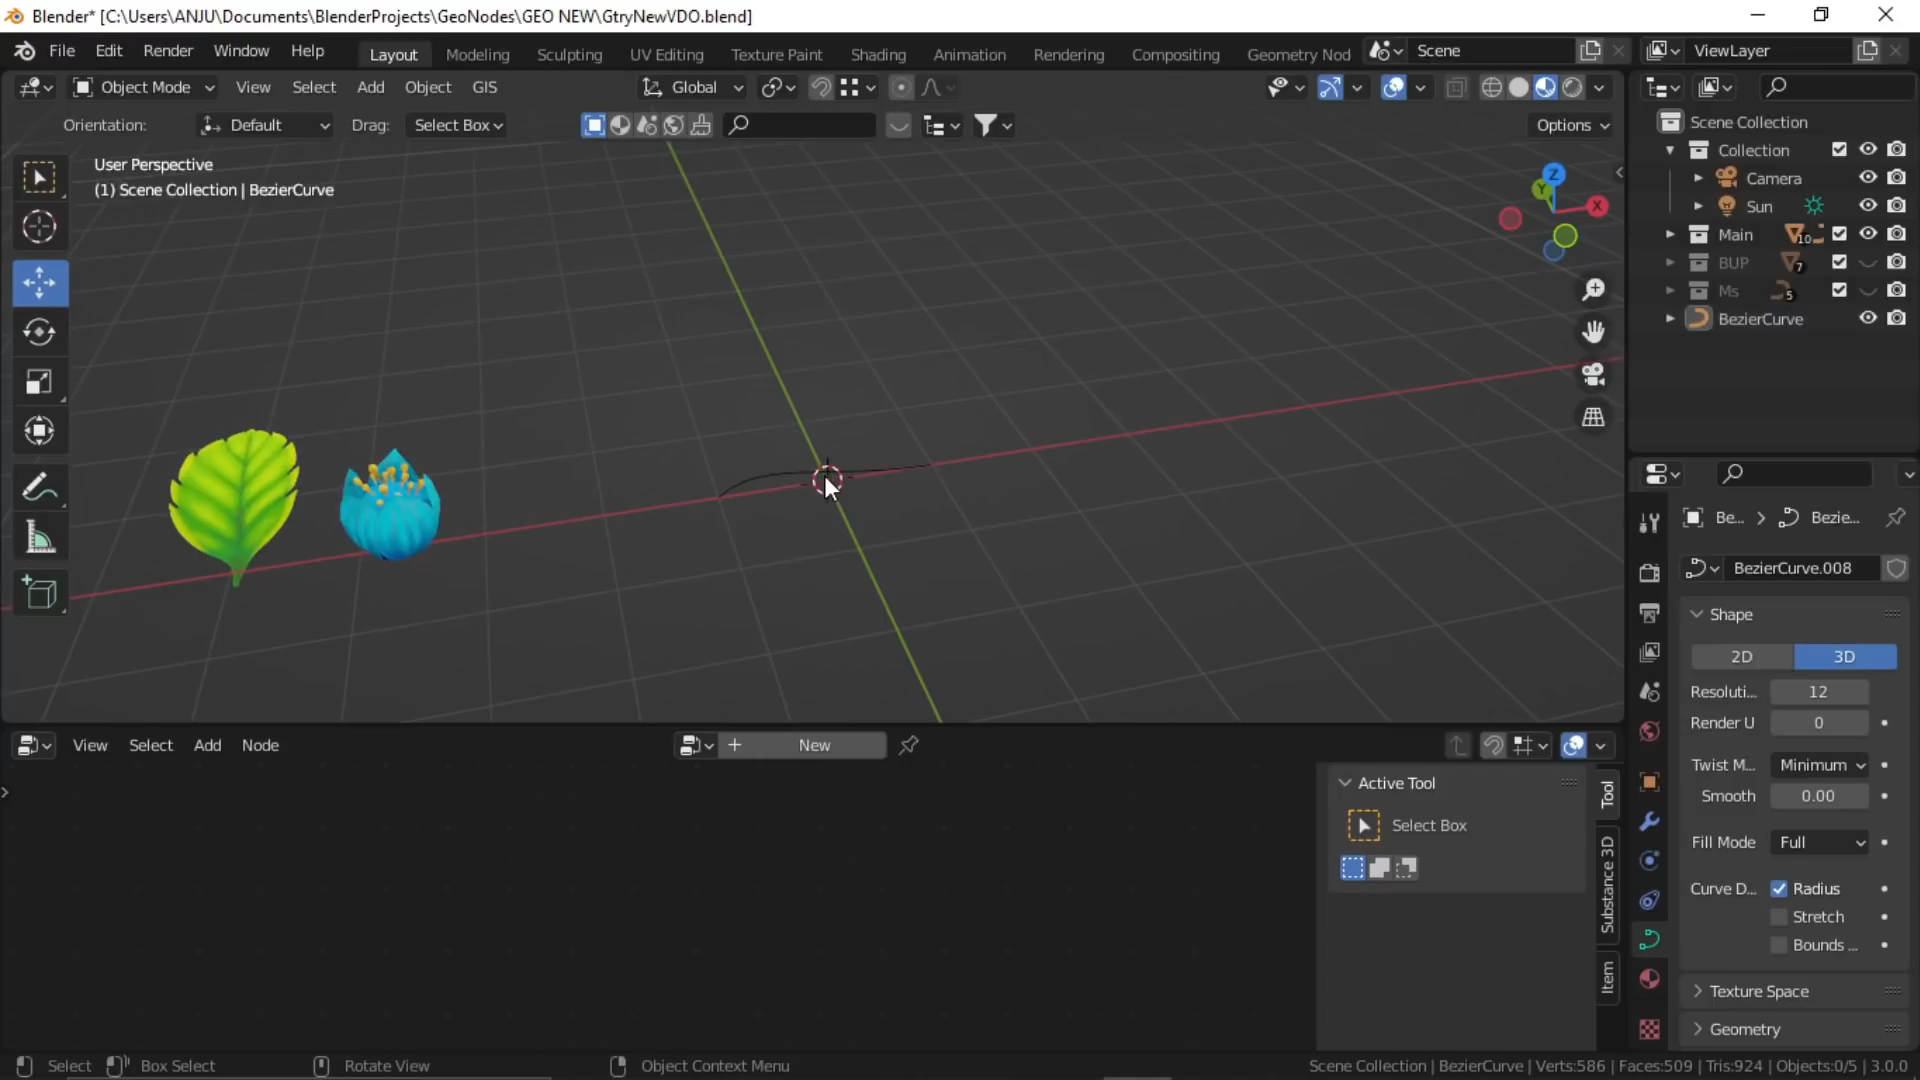 Blender* [C:\Users\ANJU\Documents\BlenderProjects\GeoNodes\GEO NEW\GtryNewVDO.blend]
File Edit Render Window Help Layout Modeling Sculpting UV Editing Texture Paint Shading Animation Rendering Compositing Geometry Nod Scene ViewLayer
Object Mode View Select Add Object GIS Global
Orientation: Default Drag: Select Box Options
User Perspective
(1) Scene Collection | BezierCurve
Z
Y
X
Scene Collection
Collection
Camera
Sun
Main 10
BUP 7
Ms 5
BezierCurve
Be... Bezie...
BezierCurve.008
Shape
2D 3D
Resoluti... 12
Render U 0
Twist M... Minimum
Smooth 0.00
Fill Mode Full
Curve D... Radius
Stretch
Bounds ...
Texture Space
Geometry
View Select Add Node New
Active Tool
Select Box
Tool
Substance 3D
Item
Select Box Select Rotate View Object Context Menu Scene Collection | BezierCurve | Verts:586 | Faces:509 | Tris:924 | Objects:0/5 | 3.0.0